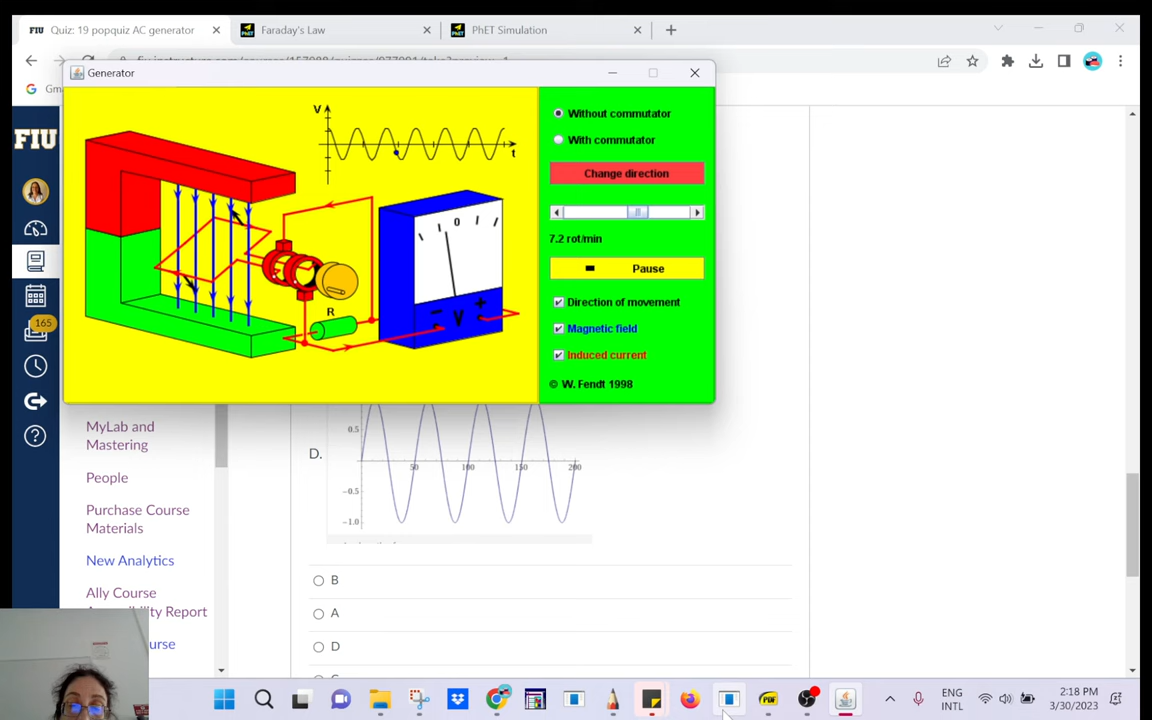 FIU Quiz: 19 popquiz AC generator
Faraday's Law
PhET Simulation
Generator
FIU
165
V
t
0
R
V
Without commutator
With commutator
Change direction
7.2 rot/min
Pause
Direction of movement
Magnetic field
Induced current
© W. Fendt 1998
MyLab and
Mastering
People
Purchase Course
Materials
New Analytics
Ally Course
0.5
D.
50
100
150
200
−0.5
−1.0
B
A
D
ENG
INTL
2:18 PM
3/30/2023